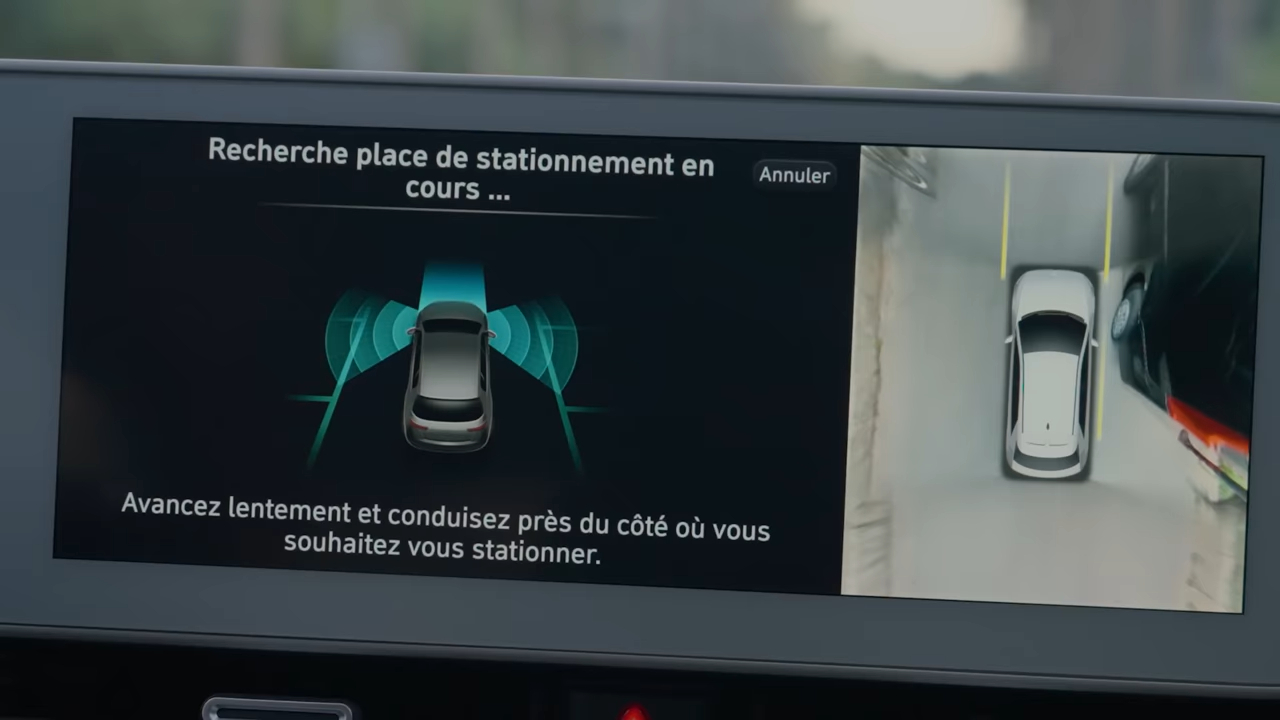 Recherche place de stationnement en
cours ...
Annuler
Avancez lentement et conduisez près du côté où vous
souhaitez vous stationner.